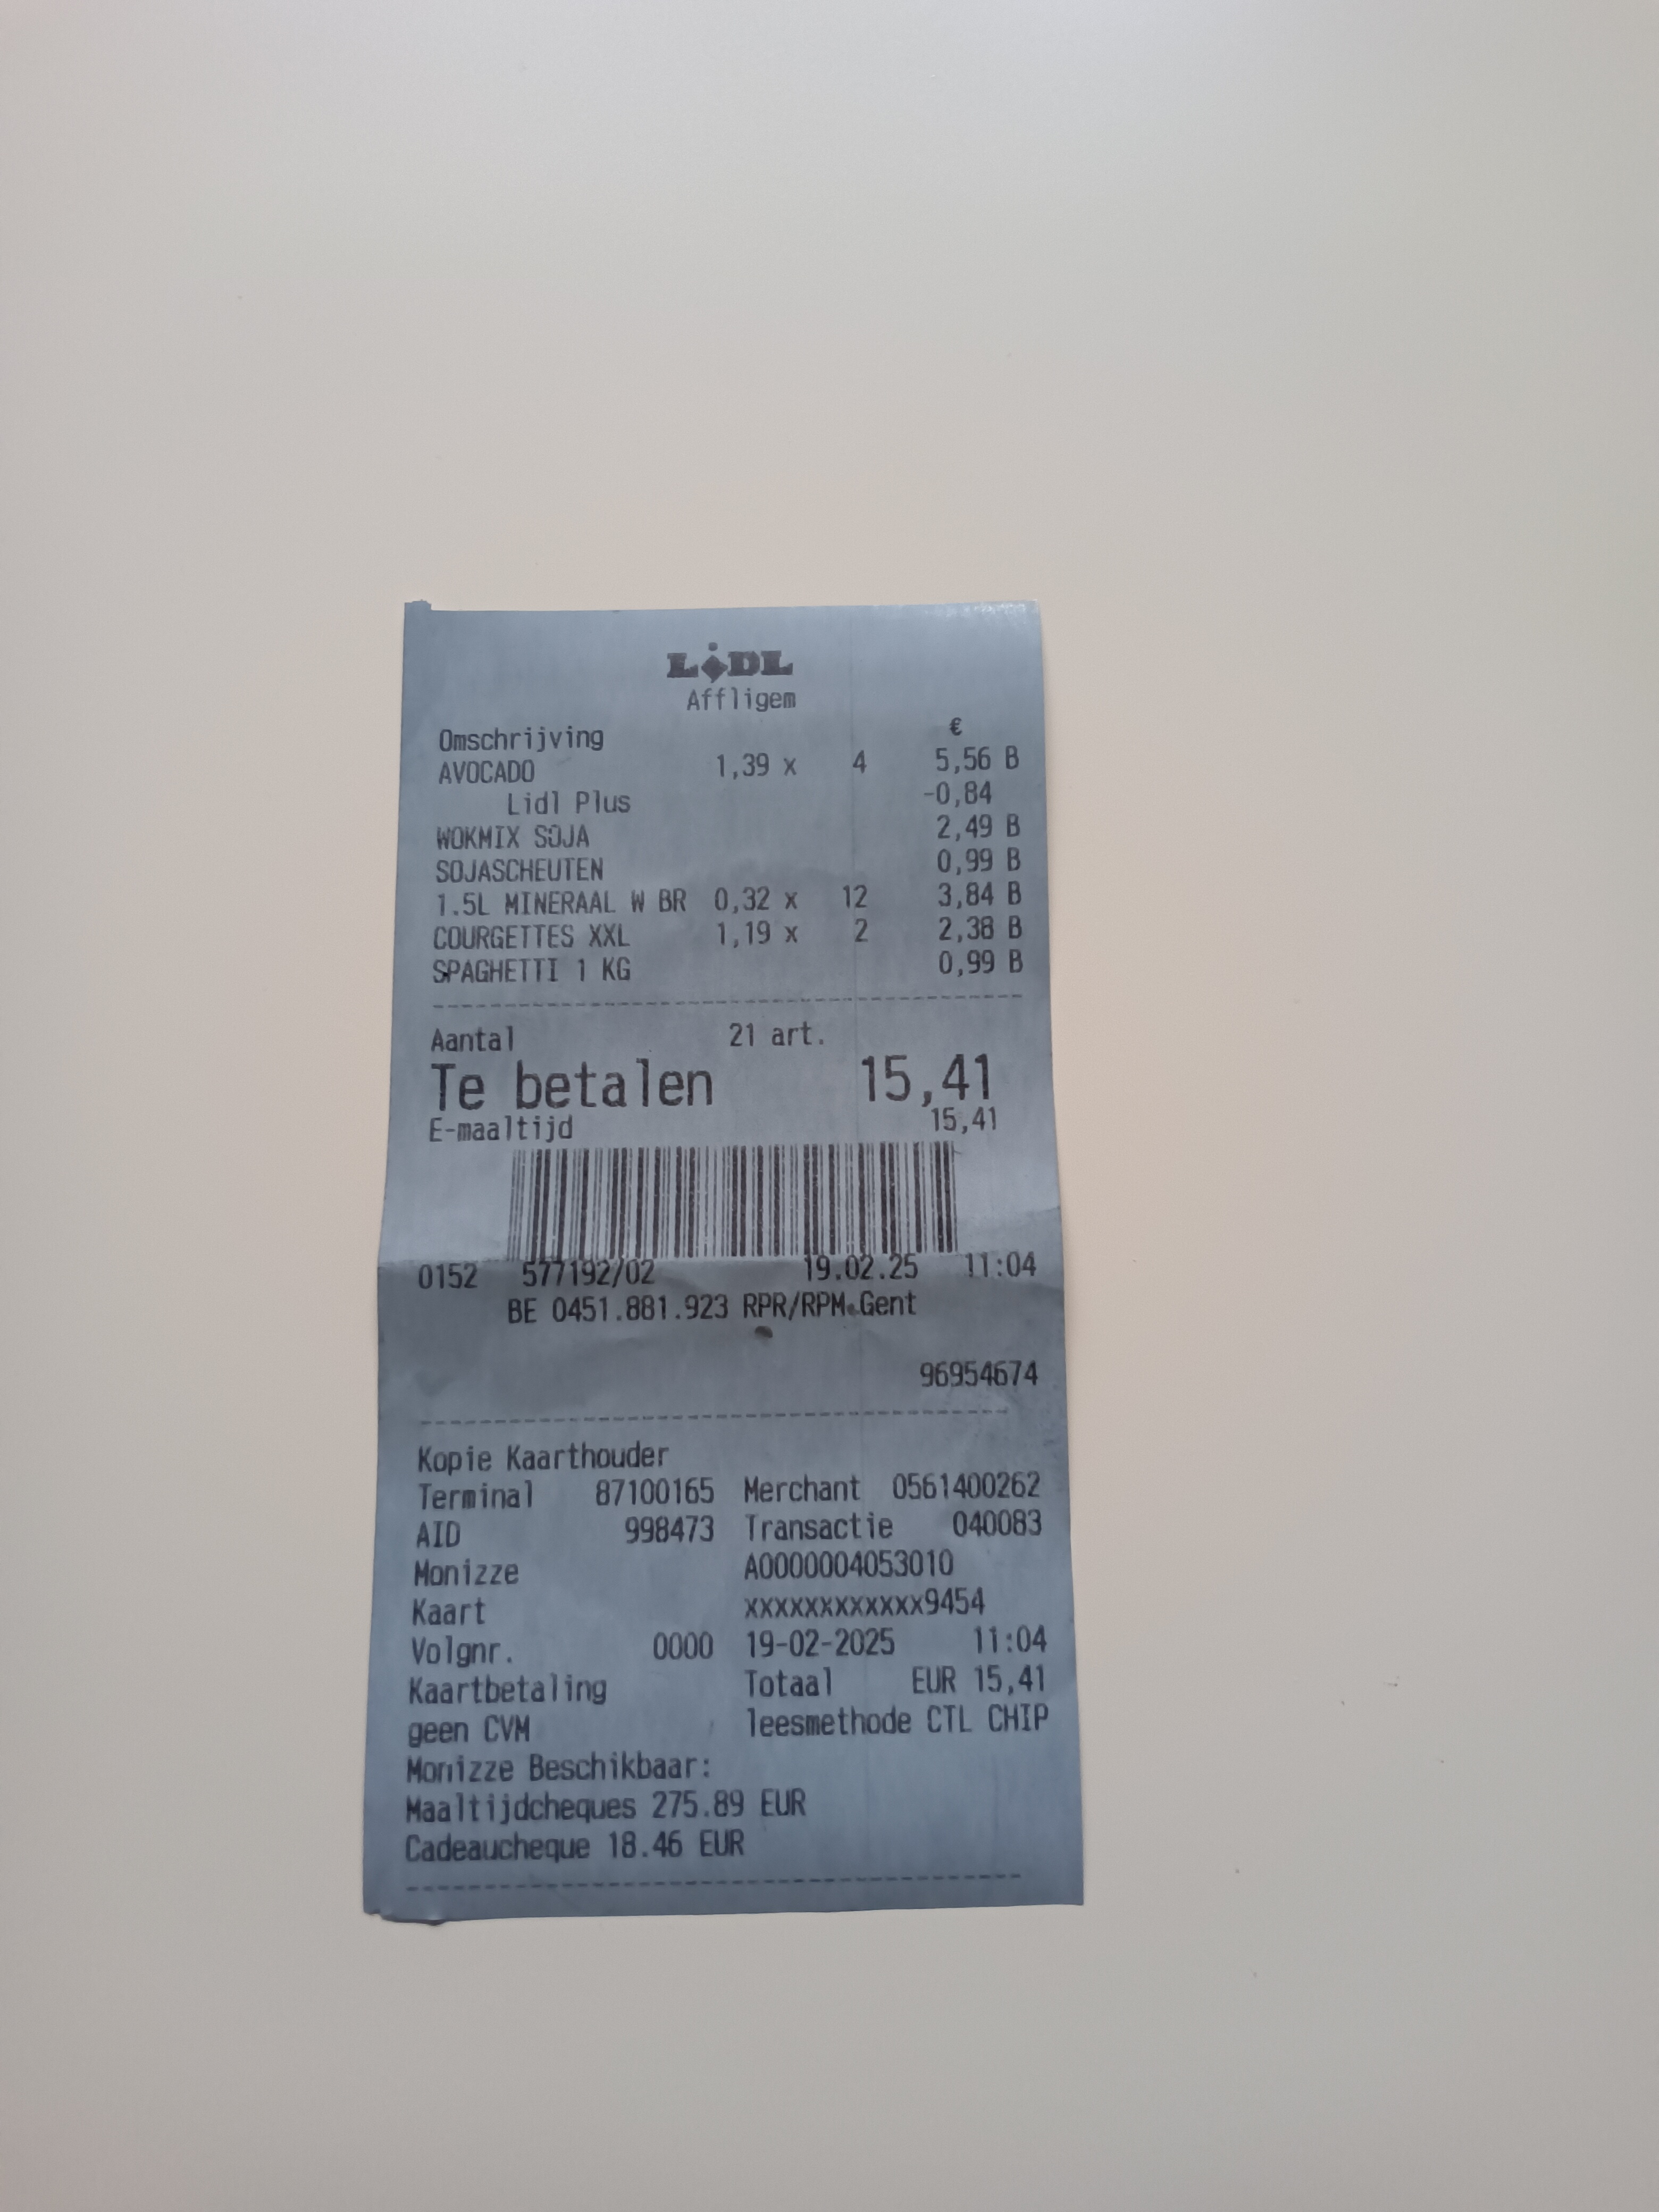 LiDL
Affligem
Omschrijving €
AVOCADO 1,39 x 4 5,56 B
Lidl Plus -0,84
WOKMIX SOJA 2,49 B
SOJASCHEUTEN 0,99 B
1.5L MINERAAL W BR 0,32 x 12 3,84 B
COURGETTES XXL 1,19 x 2 2,38 B
SPAGHETTI 1 KG 0,99 B
Aantal 21 art.
Te betalen 15,41
E-maaltijd 15,41
0152 577192/02 19.02.25 11:04
BE 0451.881.923 RPR/RPM Gent
96954674
Kopie Kaarthouder
Terminal 87100165 Merchant 0561400262
AID 998473 Transactie 040083
Monizze A0000004053010
Kaart xxxxxxxxxxxx9454
Volgnr. 0000 19-02-2025 11:04
Kaartbetaling Totaal EUR 15,41
geen CVM leesmethode CTL CHIP
Monizze Beschikbaar:
Maaltijdcheques 275.89 EUR
Cadeaucheque 18.46 EUR